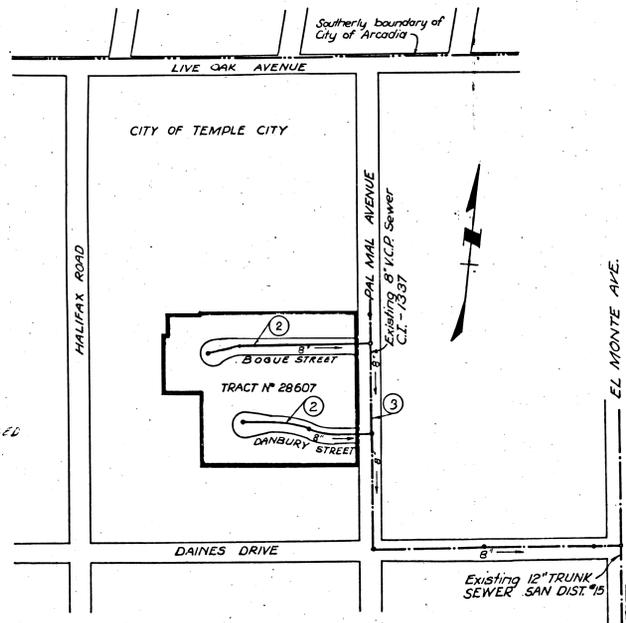 Southerly boundary of
City of Arcadia
LIVE OAK AVENUE
CITY OF TEMPLE CITY
HALIFAX ROAD
PAL MAL AVENUE
Existing 8" V.C.P. Sewer
C.I.-1337
N
EL MONTE AVE.
2
8"
BOGUE STREET
8"
TRACT Nº 28607
2
3
8"
DANBURY STREET
8"
ED
DAINES DRIVE
8"
Existing 12" TRUNK
SEWER SAN DIST. #15